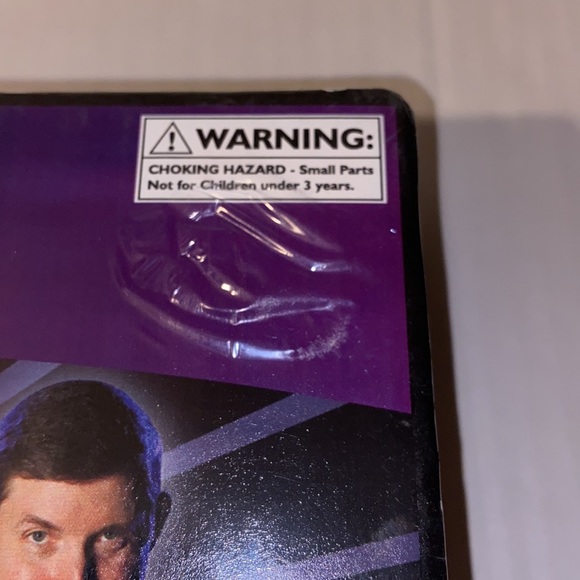 WARNING:
CHOKING HAZARD - Small Parts
Not for Children under 3 years.